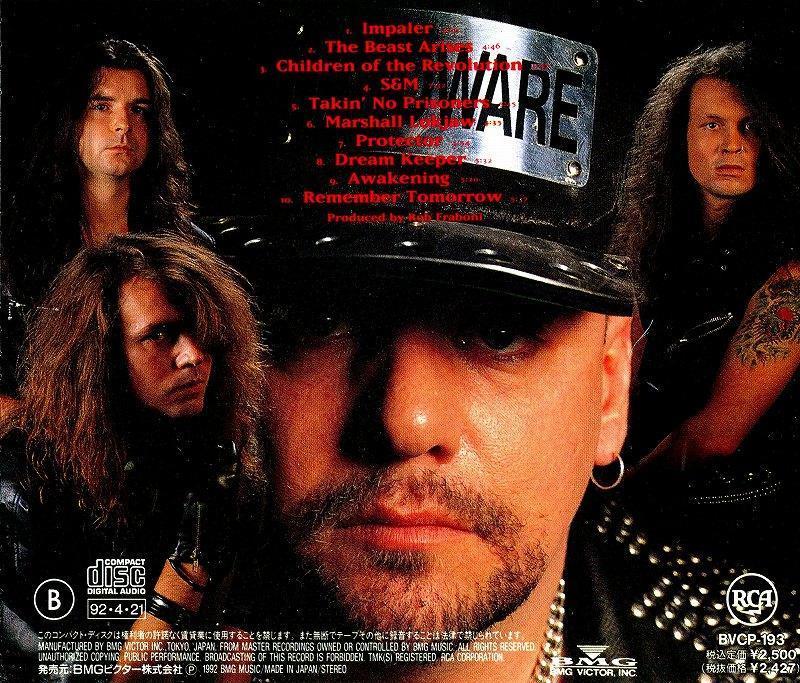 1. Impaler
2. The Beast Arises 4:46
3. Children of the Revolution
4. S&M
5. Takin' No Prisoners
6. Marshall Lokjaw
7. Protector
8. Dream Keeper 5:32
9. Awakening 5:20
10. Remember Tomorrow
Produced by Rob Fraboni
WARE
B
COMPACT
disc
DIGITAL AUDIO
92・4・21
RCA
BVCP-193
税込定価 ¥2,500
(税抜価格 ¥2,427)
このコンパクト・ディスクは権利者の許諾なく賃貸業に使用することを禁じます。また無断でテープその他に録音することは法律で禁じられています。
MANUFACTURED BY BMG VICTOR INC. TOKYO, JAPAN. FROM MASTER RECORDINGS OWNED OR CONTROLLED BY BMG MUSIC. ALL RIGHTS RESERVED.
UNAUTHORIZED COPYING, PUBLIC PERFORMANCE, BROADCASTING OF THIS RECORD IS FORBIDDEN. TMK(S) REGISTERED, RCA CORPORATION.
発売元:BMGビクター株式会社 Ⓟ 1992 BMG MUSIC/MADE IN JAPAN/STEREO
BMG
BMG VICTOR, INC.